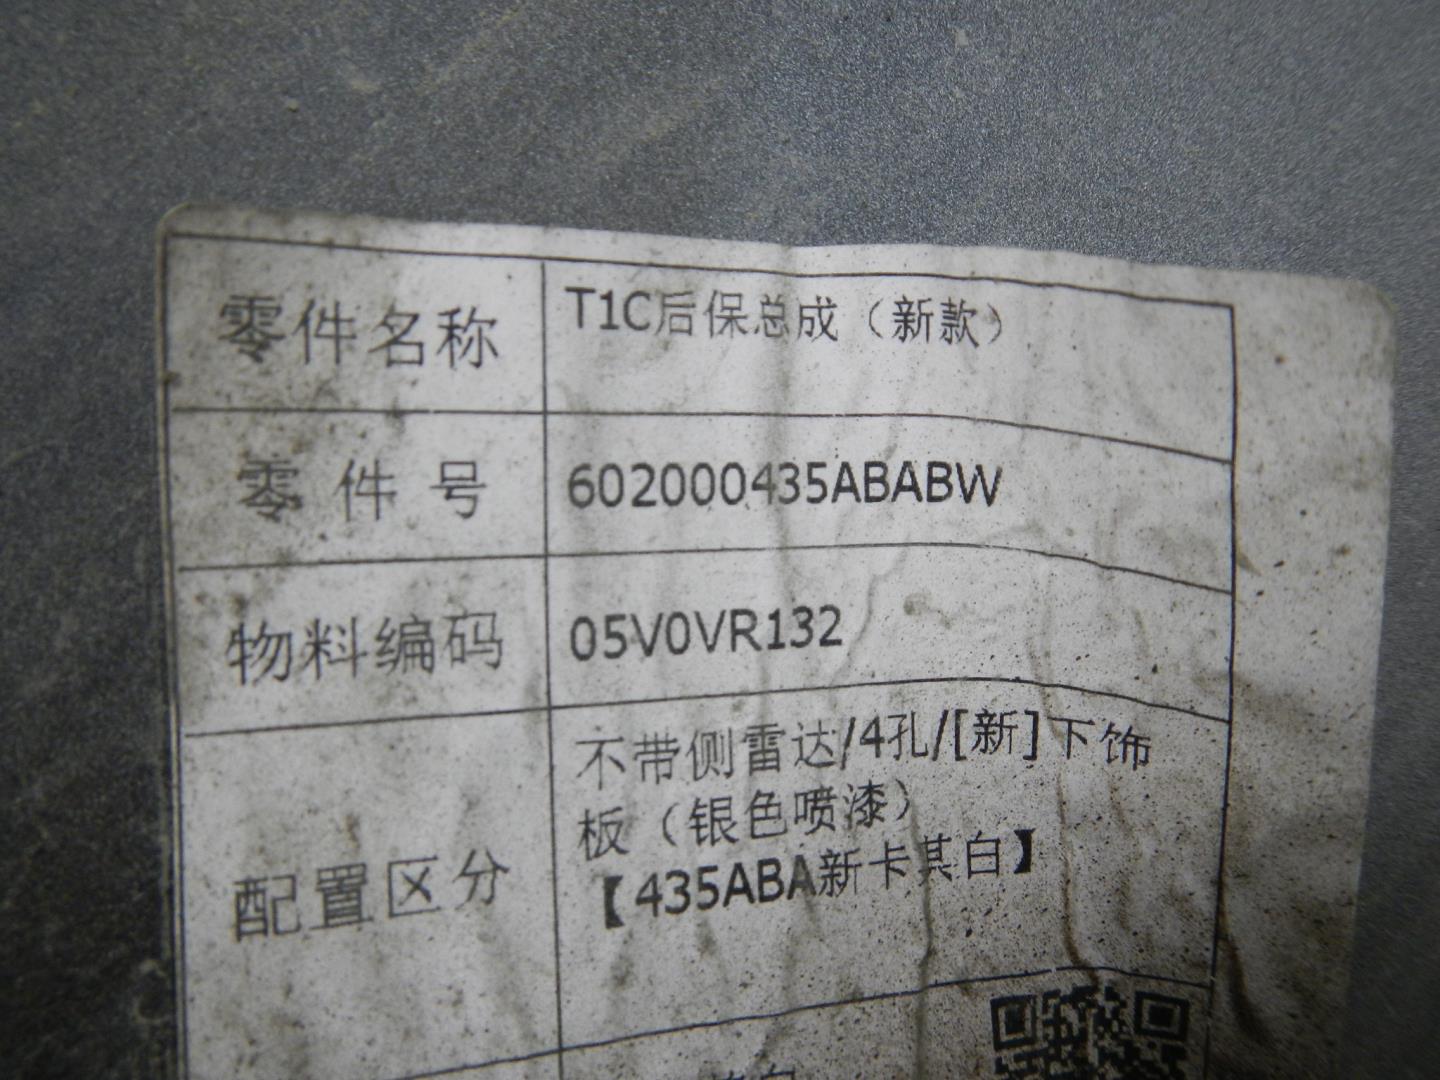 零件名称 T1C后保总成（新款）
零件号 602000435ABABW
物料编码 05V0VR132
不带侧雷达/4孔/[新]下饰
板（银色喷漆）
配置区分 【435ABA新卡其白】